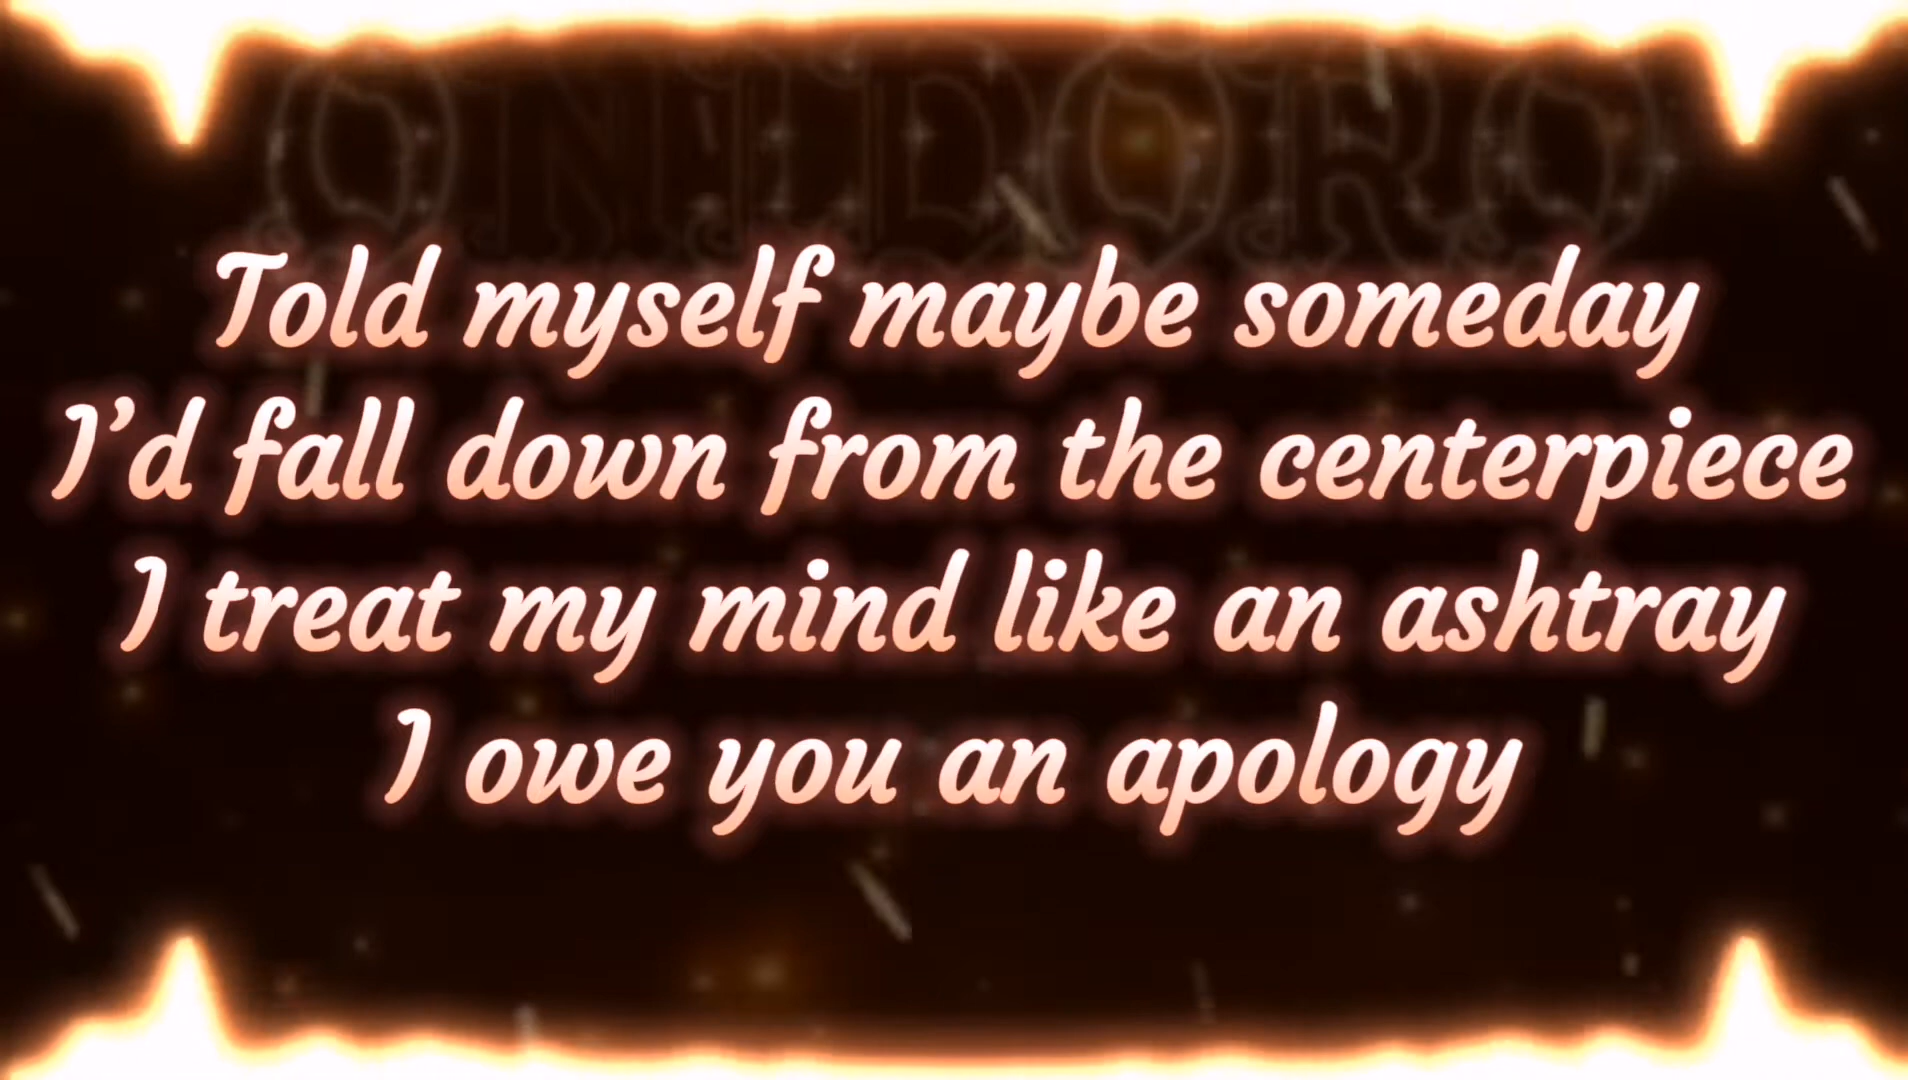 ONIDORO
Told myself maybe someday
I’d fall down from the centerpiece
I treat my mind like an ashtray
I owe you an apology